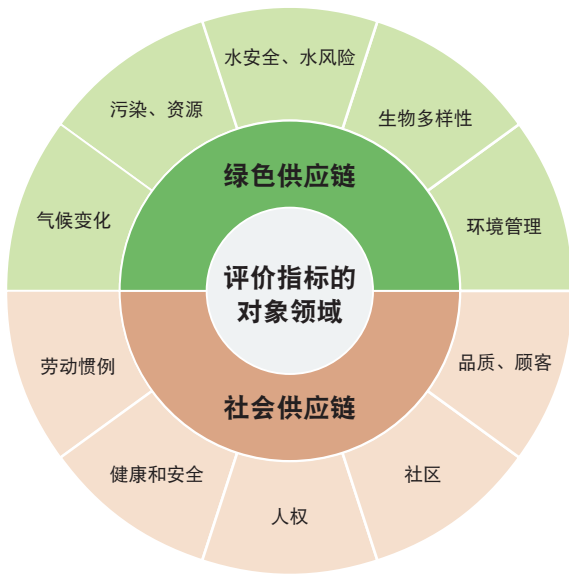 水安全、水风险
污染、资源
生物多样性
气候变化
环境管理
绿色供应链
评价指标的
对象领域
社会供应链
劳动惯例
品质、顾客
健康和安全
社区
人权